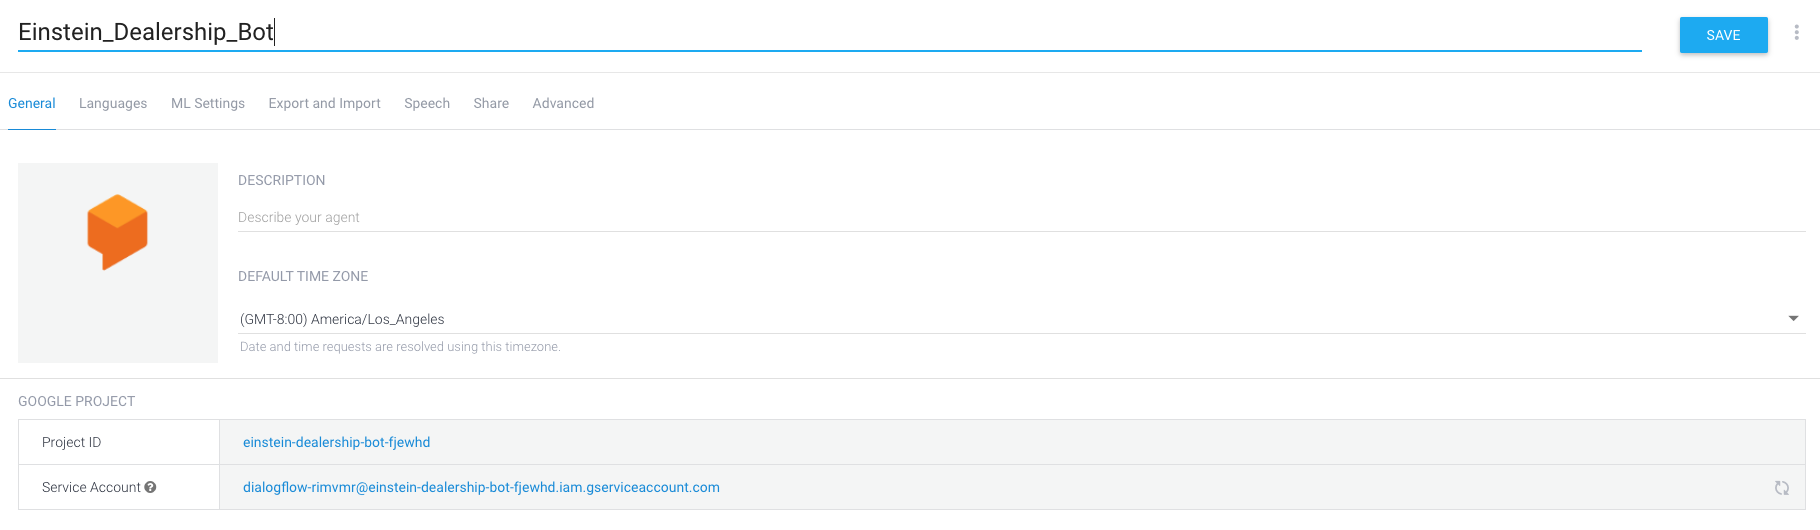 Einstein_Dealership_Bot
SAVE
General Languages ML Settings Export and Import Speech Share Advanced
DESCRIPTION
Describe your agent
DEFAULT TIME ZONE
(GMT-8:00) America/Los_Angeles
Date and time requests are resolved using this timezone.
GOOGLE PROJECT
Project ID einstein-dealership-bot-fjewhd
Service Account ? dialogflow-rimvmr@einstein-dealership-bot-fjewhd.iam.gserviceaccount.com